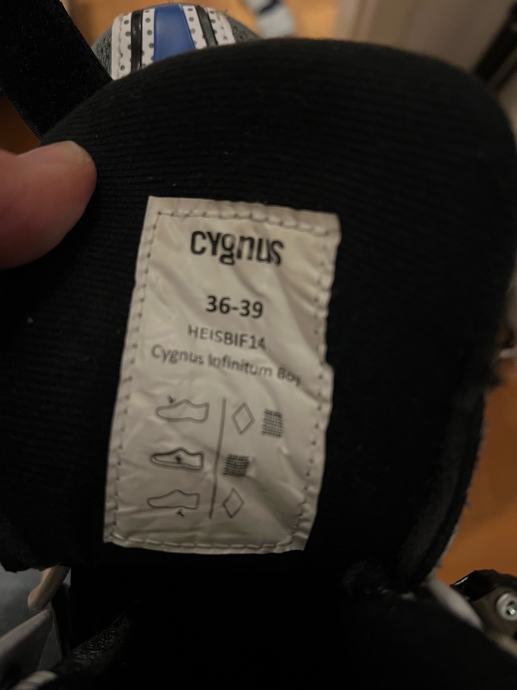 cygnus
36-39
HEISBIF14
Cygnus Infinitum Boy